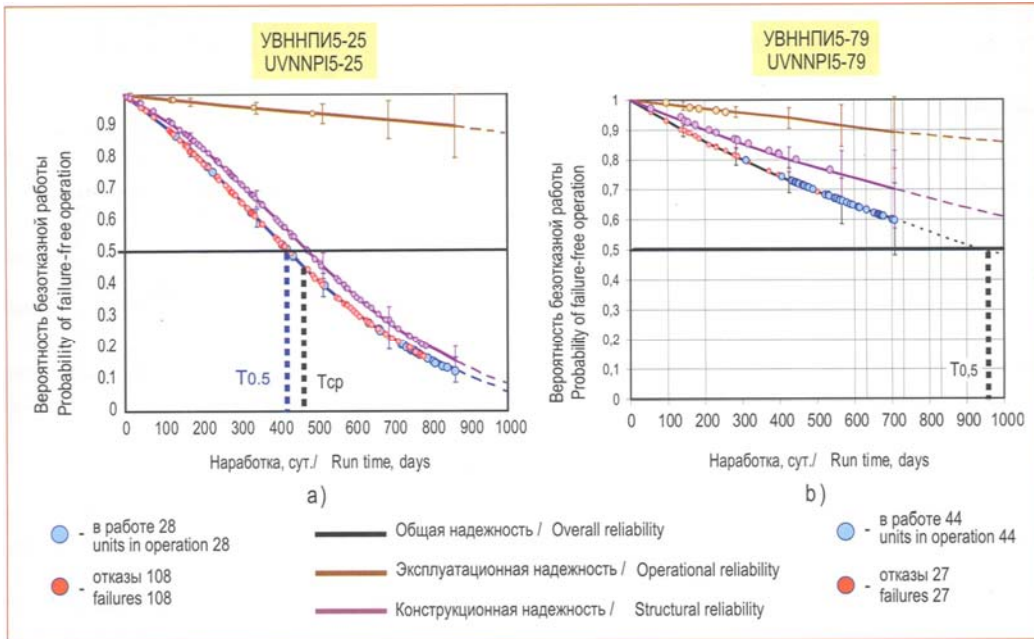 УВННПИ5-25
UVNNPI5-25
Вероятность безотказной работы
Probability of failure-free operation
0.9
0.8
0.7
0.6
0.5
0.4
0.3
0.2
0.1
0
T0.5
Tcp
0 100 200 300 400 500 600 700 800 900 1000
Наработка, сут./ Run time, days
a)
УВННПИ5-79
UVNNPI5-79
Вероятность безотказной работы
Probability of failure-free operation
1
0,9
0,8
0,7
0,6
0,5
0,4
0,3
0,2
0,1
0
T0,5
0 100 200 300 400 500 600 700 800 900 1000
Наработка, сут./ Run time, days
b)
- в работе 28
units in operation 28
- отказы 108
failures 108
Общая надежность / Overall reliability
Эксплуатационная надежность / Operational reliability
Конструкционная надежность / Structural reliability
- в работе 44
units in operation 44
- отказы 27
failures 27